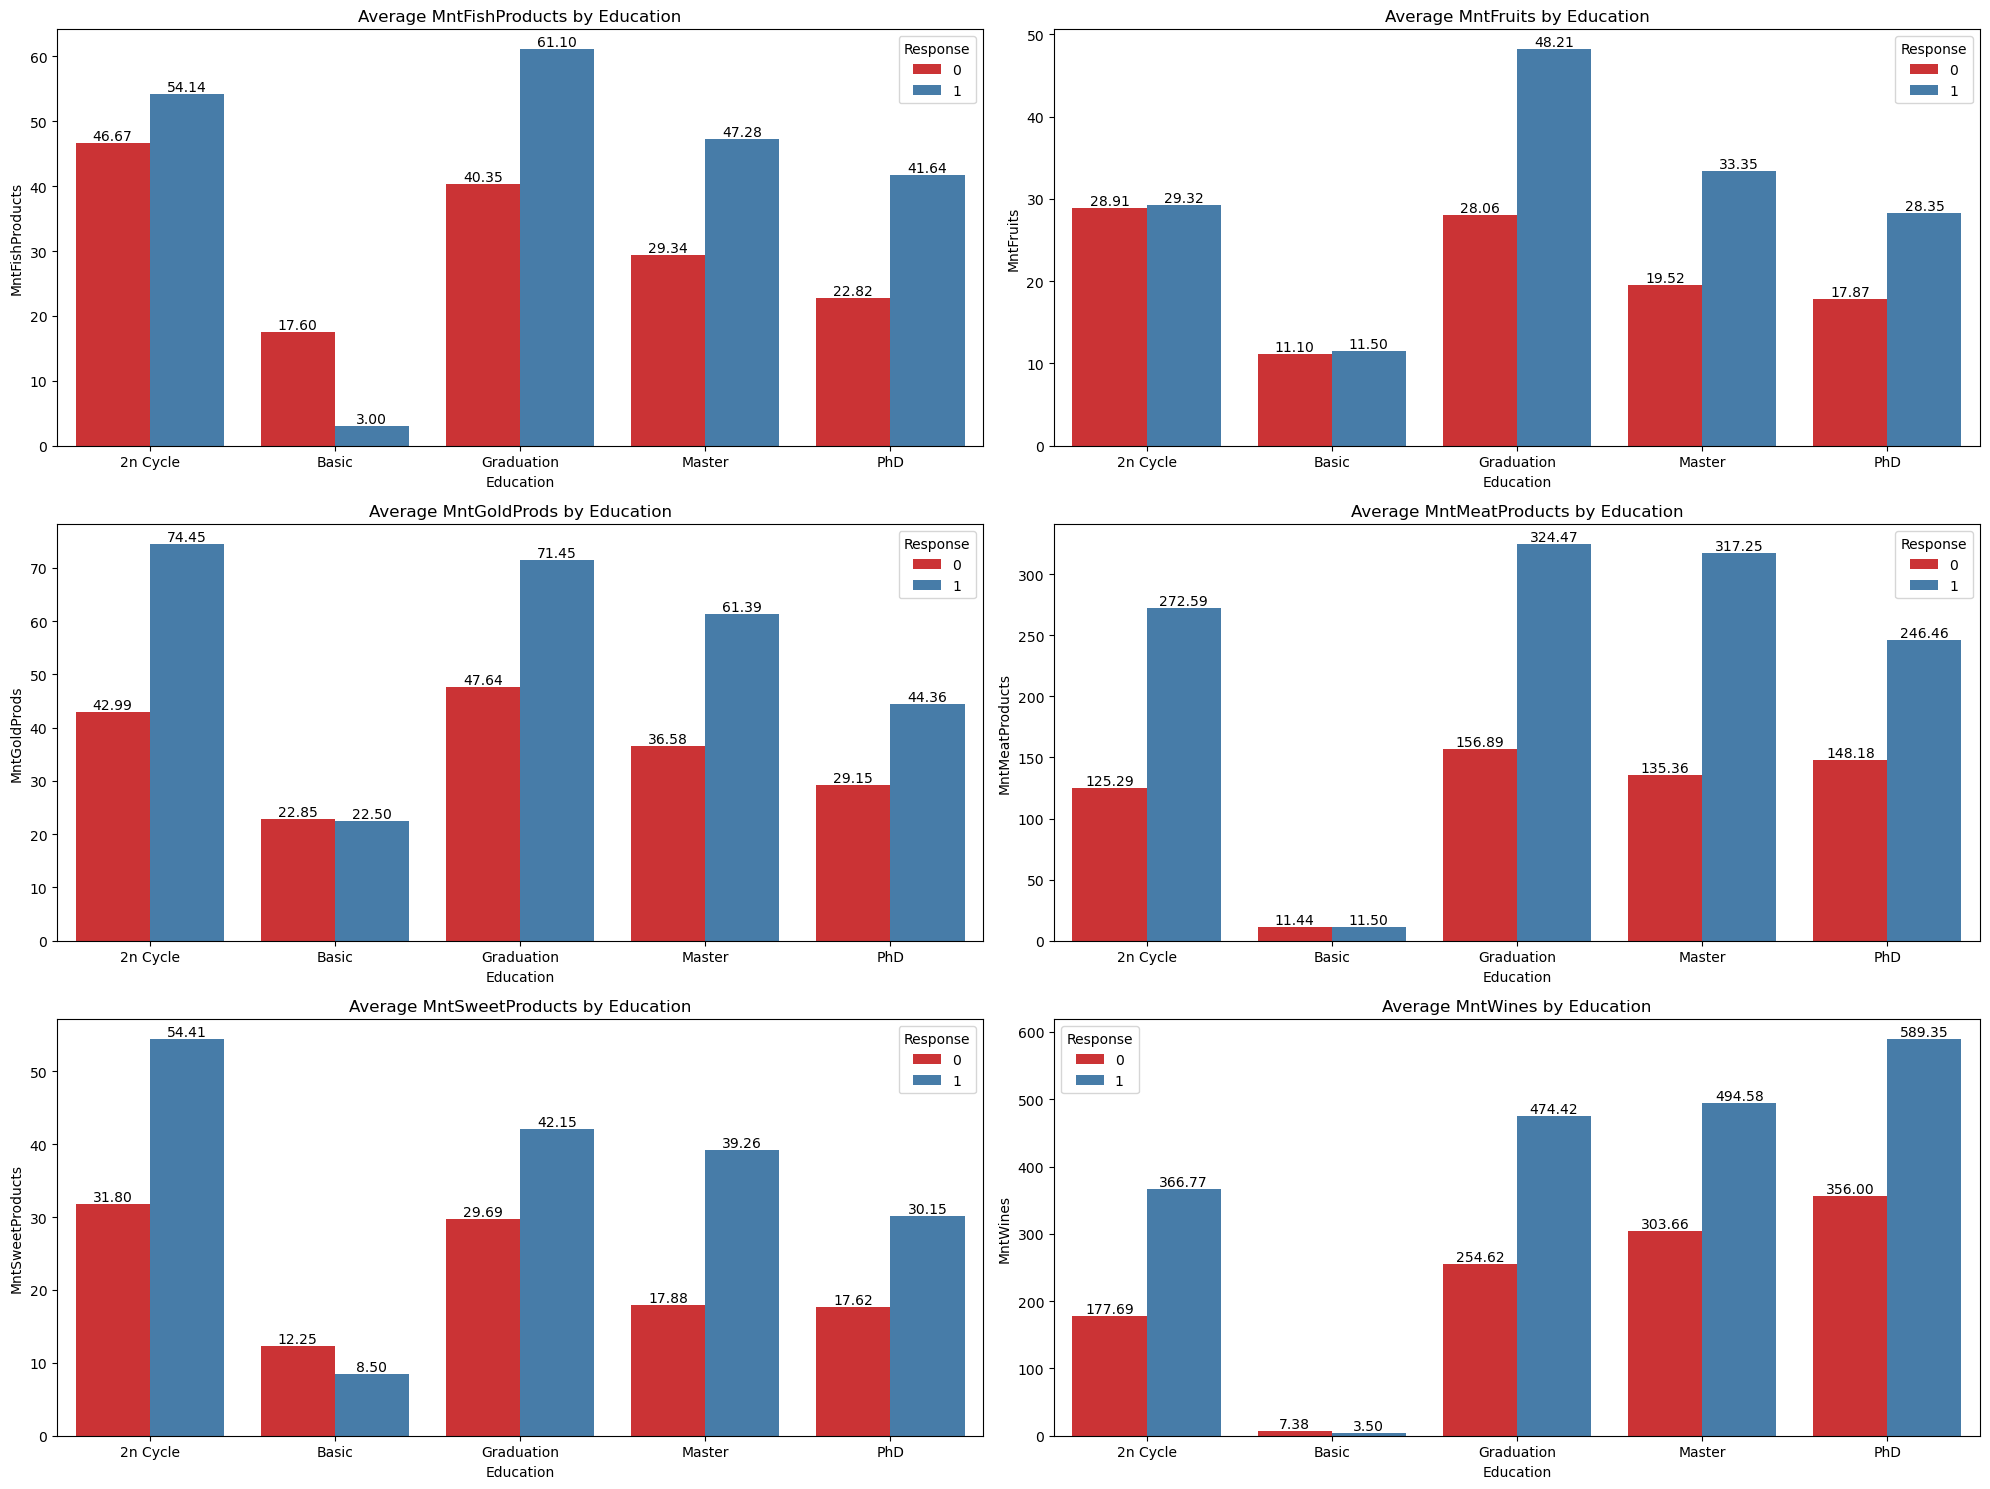 Average MntFishProducts by Education
MntFishProducts
60
50
40
30
20
10
0
46.67
54.14
17.60
3.00
40.35
61.10
29.34
47.28
22.82
41.64
Response
0
1
2n Cycle
Basic
Graduation
Master
PhD
Education
Average MntFruits by Education
MntFruits
50
40
30
20
10
0
28.91
29.32
11.10
11.50
28.06
48.21
19.52
33.35
17.87
28.35
Response
0
1
2n Cycle
Basic
Graduation
Master
PhD
Education
Average MntGoldProds by Education
MntGoldProds
70
60
50
40
30
20
10
0
42.99
74.45
22.85
22.50
47.64
71.45
36.58
61.39
29.15
44.36
Response
0
1
2n Cycle
Basic
Graduation
Master
PhD
Education
Average MntMeatProducts by Education
MntMeatProducts
300
250
200
150
100
50
0
125.29
272.59
11.44
11.50
156.89
324.47
135.36
317.25
148.18
246.46
Response
0
1
2n Cycle
Basic
Graduation
Master
PhD
Education
Average MntSweetProducts by Education
MntSweetProducts
50
40
30
20
10
0
31.80
54.41
12.25
8.50
29.69
42.15
17.88
39.26
17.62
30.15
Response
0
1
2n Cycle
Basic
Graduation
Master
PhD
Education
Average MntWines by Education
MntWines
600
500
400
300
200
100
0
Response
0
1
177.69
366.77
7.38
3.50
254.62
474.42
303.66
494.58
356.00
589.35
2n Cycle
Basic
Graduation
Master
PhD
Education